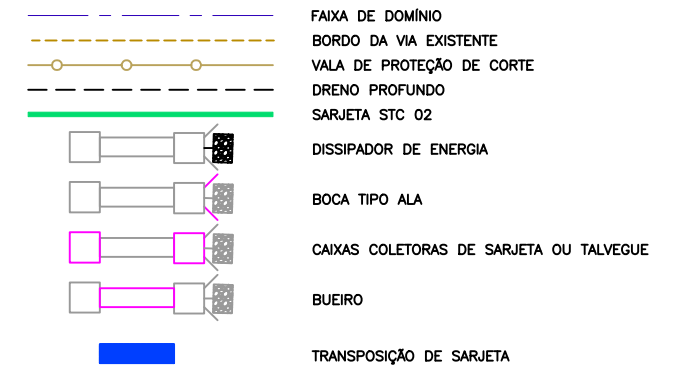 FAIXA DE DOMÍNIO
BORDO DA VIA EXISTENTE
VALA DE PROTEÇÃO DE CORTE
DRENO PROFUNDO
SARJETA STC 02
DISSIPADOR DE ENERGIA
BOCA TIPO ALA
CAIXAS COLETORAS DE SARJETA OU TALVEGUE
BUEIRO
TRANSPOSIÇÃO DE SARJETA